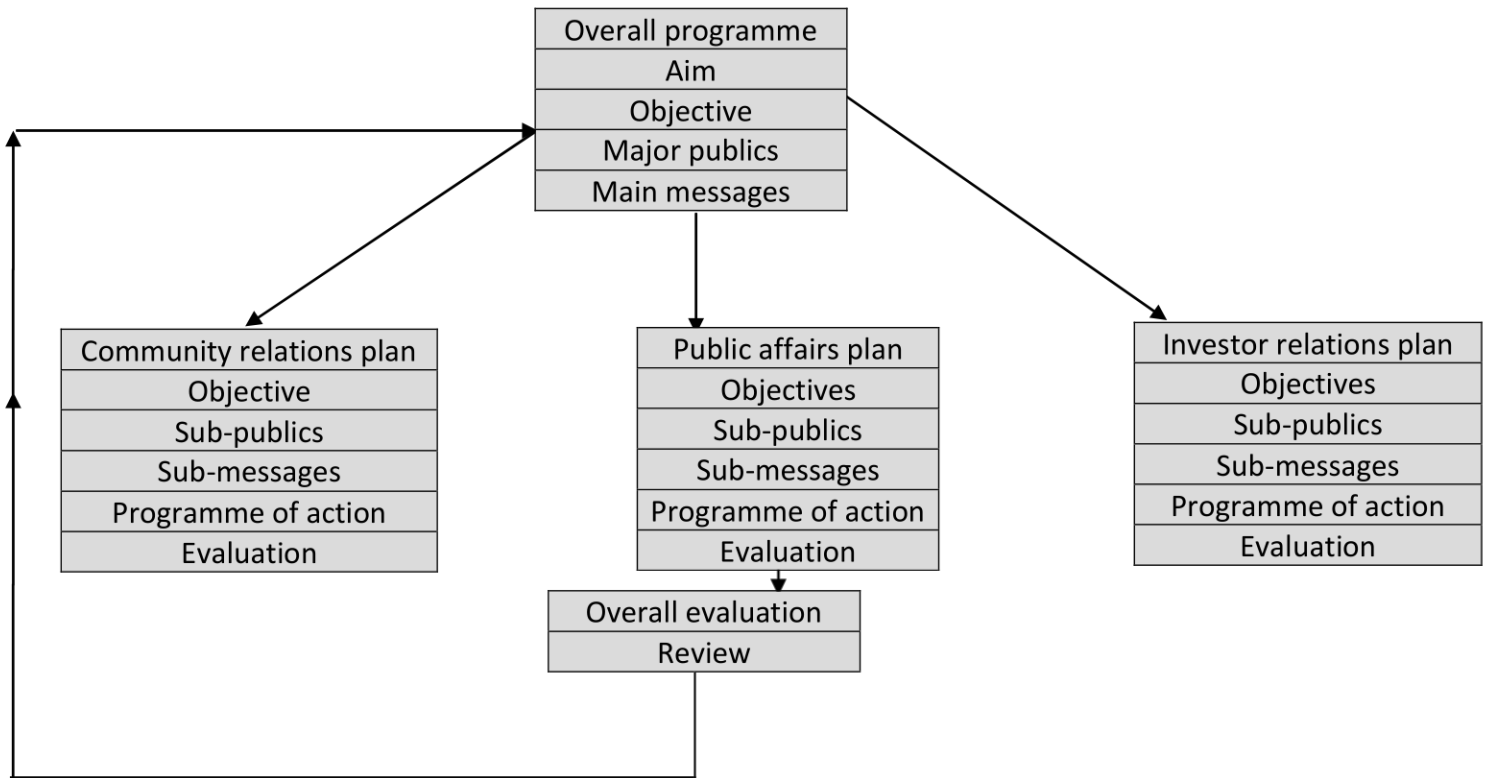 Overall programme
Aim
Objective
Major publics
Main messages
Community relations plan
Objective
Sub-publics
Sub-messages
Programme of action
Evaluation
Public affairs plan
Objectives
Sub-publics
Sub-messages
Programme of action
Evaluation
Investor relations plan
Objectives
Sub-publics
Sub-messages
Programme of action
Evaluation
Overall evaluation
Review